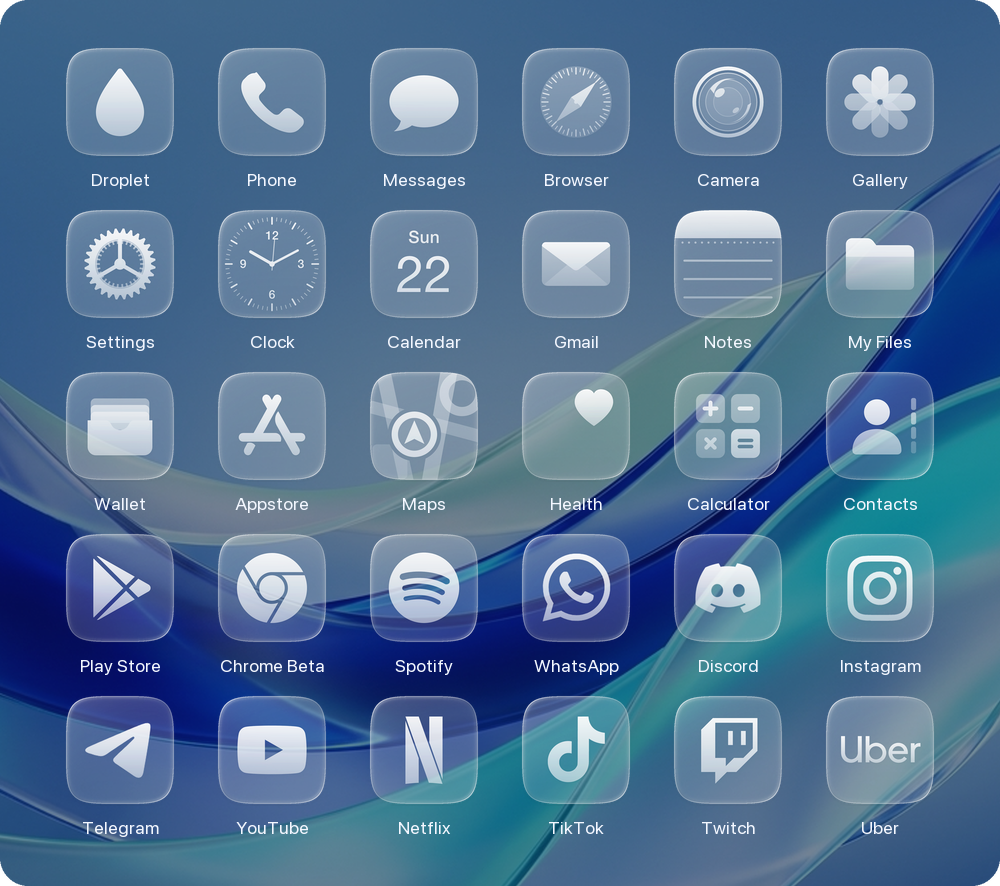 Droplet
Phone
Messages
Browser
Camera
Gallery
12
9
3
6
Sun
22
Settings
Clock
Calendar
Gmail
Notes
My Files
Wallet
Appstore
Maps
Health
Calculator
Contacts
Play Store
Chrome Beta
Spotify
WhatsApp
Discord
Instagram
Uber
Telegram
YouTube
Netflix
TikTok
Twitch
Uber